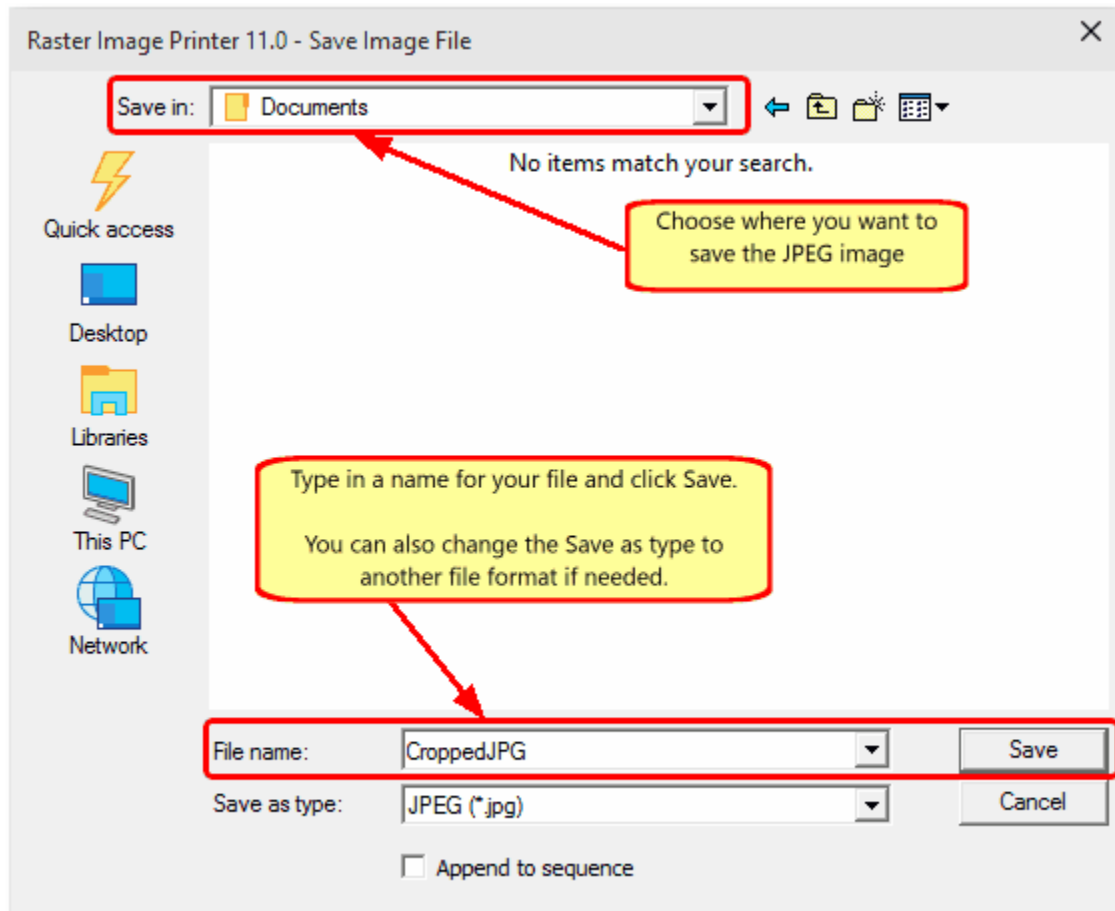 Raster Image Printer 11.0 - Save Image File
Save in:
Documents
No items match your search.
Choose where you want to
save the JPEG image
Quick access
Desktop
Libraries
This PC
Network
Type in a name for your file and click Save.
You can also change the Save as type to
another file format if needed.
File name:
CroppedJPG
Save
Save as type:
JPEG (*.jpg)
Cancel
Append to sequence